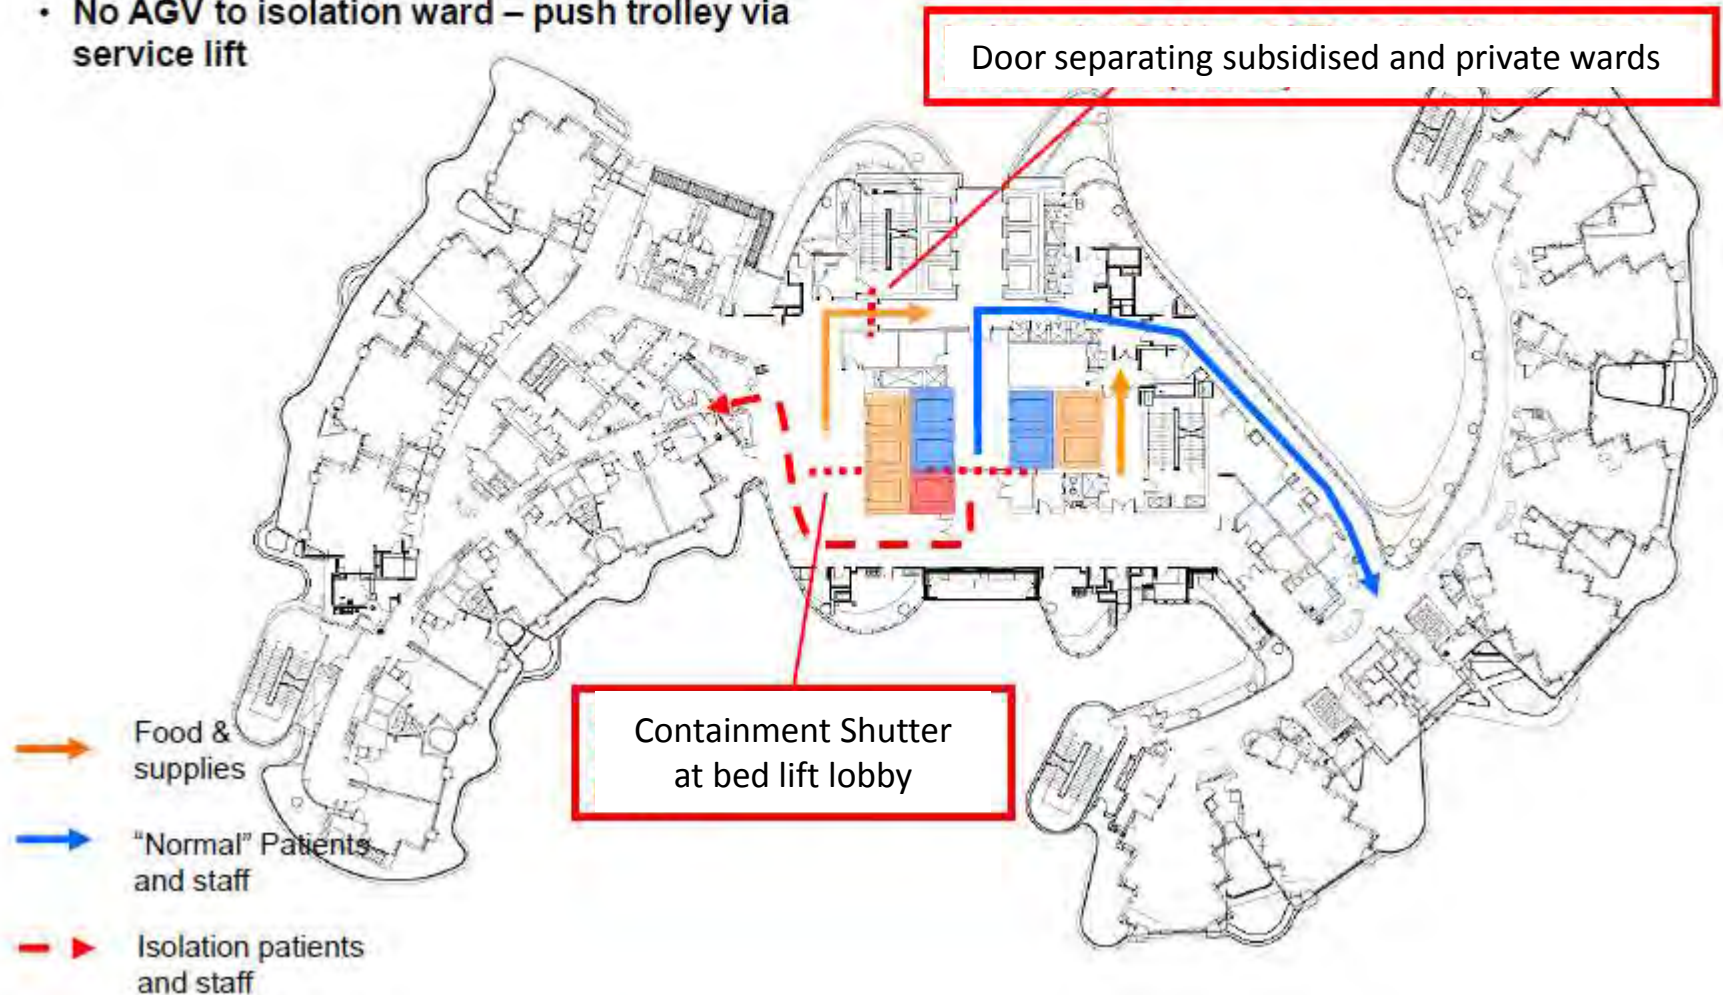 • No AGV to isolation ward – push trolley via
service lift
Door separating subsidised and private wards
Containment Shutter
at bed lift lobby
Food &
supplies
“Normal” Patients
and staff
Isolation patients
and staff